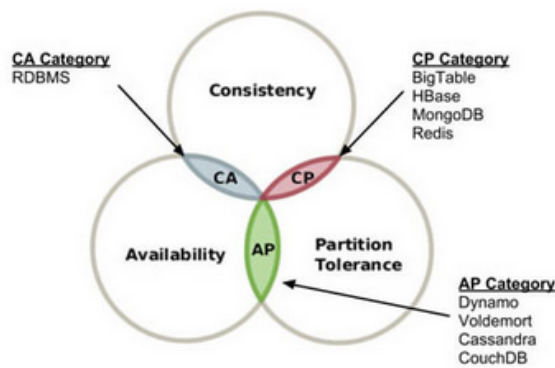 CA Category
RDBMS
CP Category
BigTable
HBase
MongoDB
Redis
Consistency
CA
CP
Availability
AP
Partition
Tolerance
AP Category
Dynamo
Voldemort
Cassandra
CouchDB